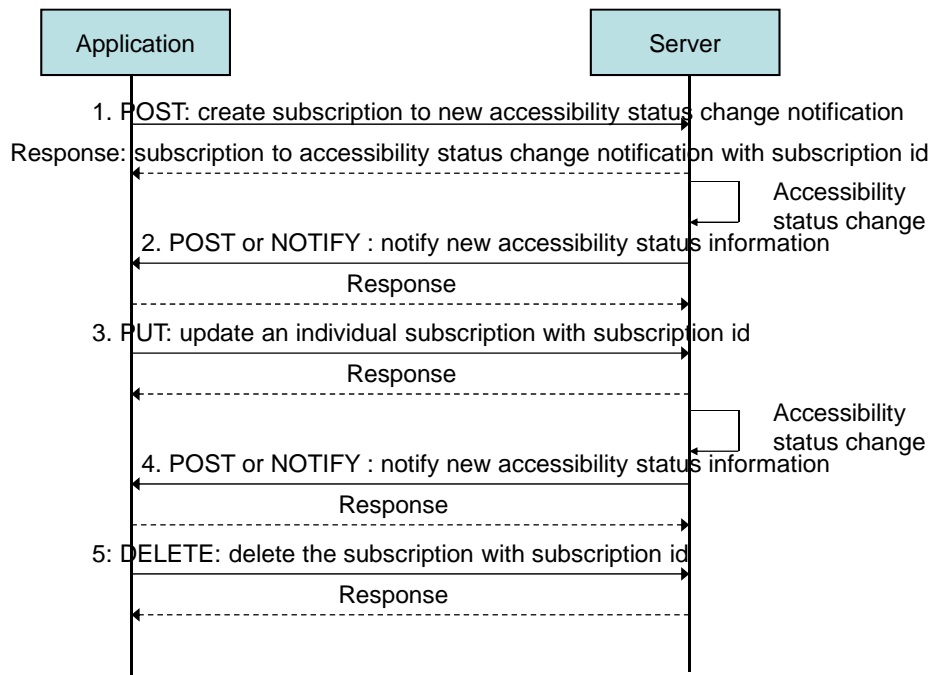 Application
Server
1. POST: create subscription to new accessibility status change notification
Response: subscription to accessibility status change notification with subscription id
Accessibility
status change
2. POST or NOTIFY : notify new accessibility status information
Response
3. PUT: update an individual subscription with subscription id
Response
Accessibility
status change
4. POST or NOTIFY : notify new accessibility status information
Response
5: DELETE: delete the subscription with subscription id
Response